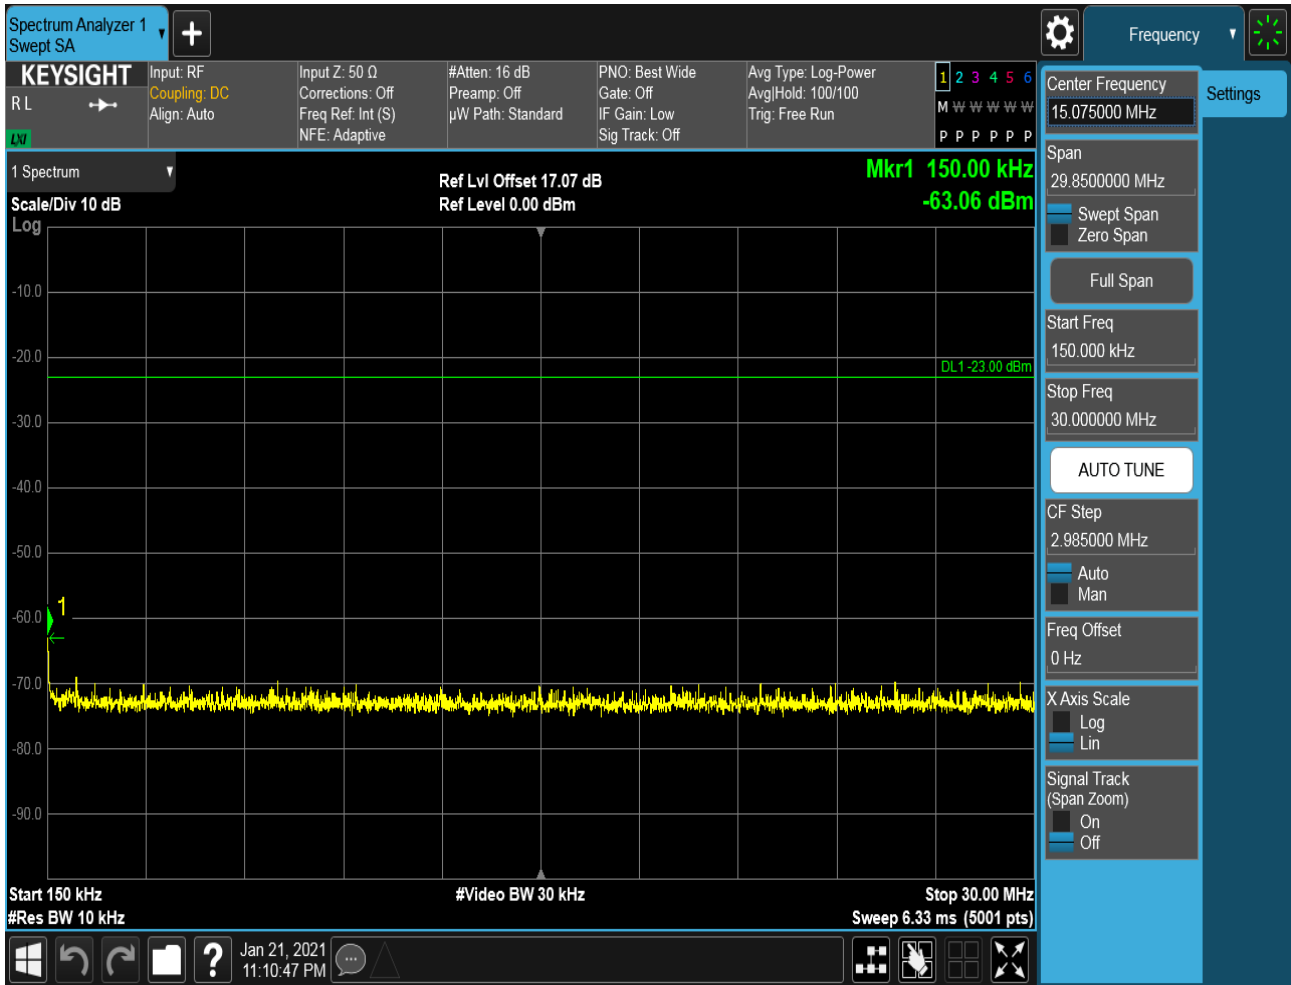 Spectrum Analyzer 1
Swept SA
Frequency
KEYSIGHT
R L
LXI
Input: RF
Coupling: DC
Align: Auto
Input Z: 50 Ω
Corrections: Off
Freq Ref: Int (S)
NFE: Adaptive
#Atten: 16 dB
Preamp: Off
µW Path: Standard
PNO: Best Wide
Gate: Off
IF Gain: Low
Sig Track: Off
Avg Type: Log-Power
Avg|Hold: 100/100
Trig: Free Run
1 2 3 4 5 6
M W W W W W
P P P P P P
1 Spectrum
Scale/Div 10 dB
Log
Ref Lvl Offset 17.07 dB
Ref Level 0.00 dBm
Mkr1 150.00 kHz
-63.06 dBm
-10.0
-20.0
DL1 -23.00 dBm
-30.0
-40.0
-50.0
1
-60.0
-70.0
-80.0
-90.0
Start 150 kHz
#Res BW 10 kHz
#Video BW 30 kHz
Stop 30.00 MHz
Sweep 6.33 ms (5001 pts)
Jan 21, 2021
11:10:47 PM
Center Frequency
15.075000 MHz
Settings
Span
29.8500000 MHz
Swept Span
Zero Span
Full Span
Start Freq
150.000 kHz
Stop Freq
30.000000 MHz
AUTO TUNE
CF Step
2.985000 MHz
Auto
Man
Freq Offset
0 Hz
X Axis Scale
Log
Lin
Signal Track
(Span Zoom)
On
Off